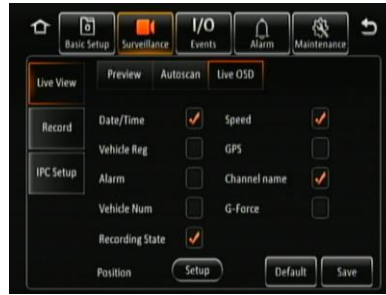 I/O
Basic Setup Surveillance Events Alarm Maintenance
Live View Preview Autoscan Live OSD
Record Date/Time Speed
Vehicle Reg GPS
IPC Setup Alarm Channel name
Vehicle Num G-Force
Recording State
Position Setup Default Save